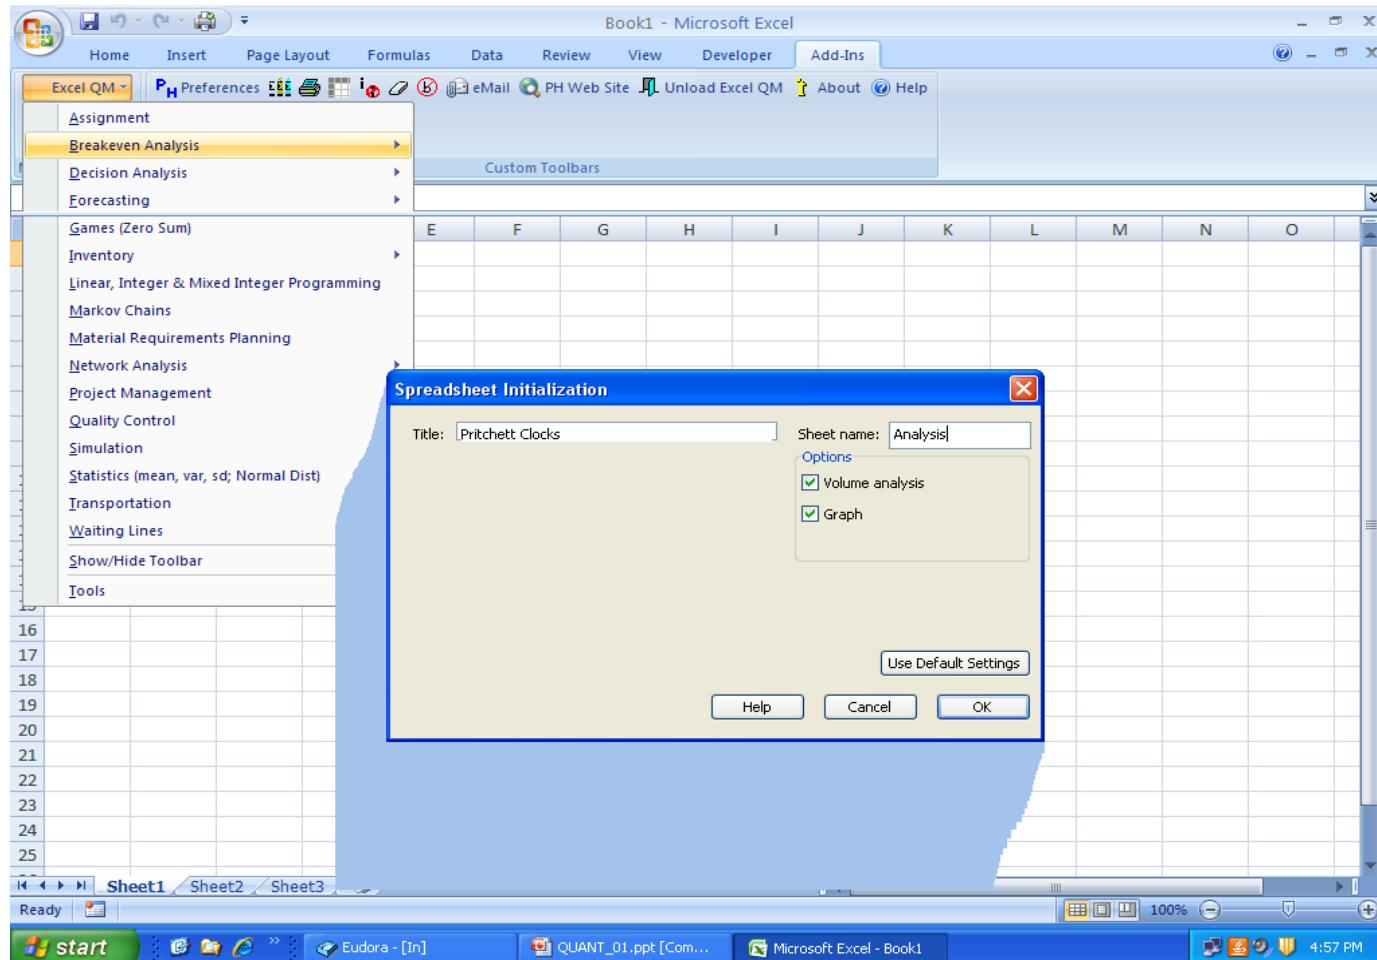 Book1 - Microsoft Excel
Home Insert Page Layout Formulas Data Review View Developer Add-Ins
Excel QM PH Preferences eMail PH Web Site Unload Excel QM About Help
Assignment
Breakeven Analysis
Custom Toolbars
Decision Analysis
Forecasting
Games (Zero Sum)
E F G H I J K L M N O
Inventory
Linear, Integer & Mixed Integer Programming
Markov Chains
Material Requirements Planning
Network Analysis
Project Management
Quality Control
Simulation
Statistics (mean, var, sd; Normal Dist)
Transportation
Waiting Lines
Show/Hide Toolbar
Tools
Spreadsheet Initialization
Title: Pritchett Clocks Sheet name: Analysis
Options
Volume analysis
Graph
Use Default Settings
Help Cancel OK
16
17
18
19
20
21
22
23
24
25
Sheet1 Sheet2 Sheet3
Ready 100%
start Eudora - [In] QUANT_01.ppt [Com... Microsoft Excel - Book1 4:57 PM